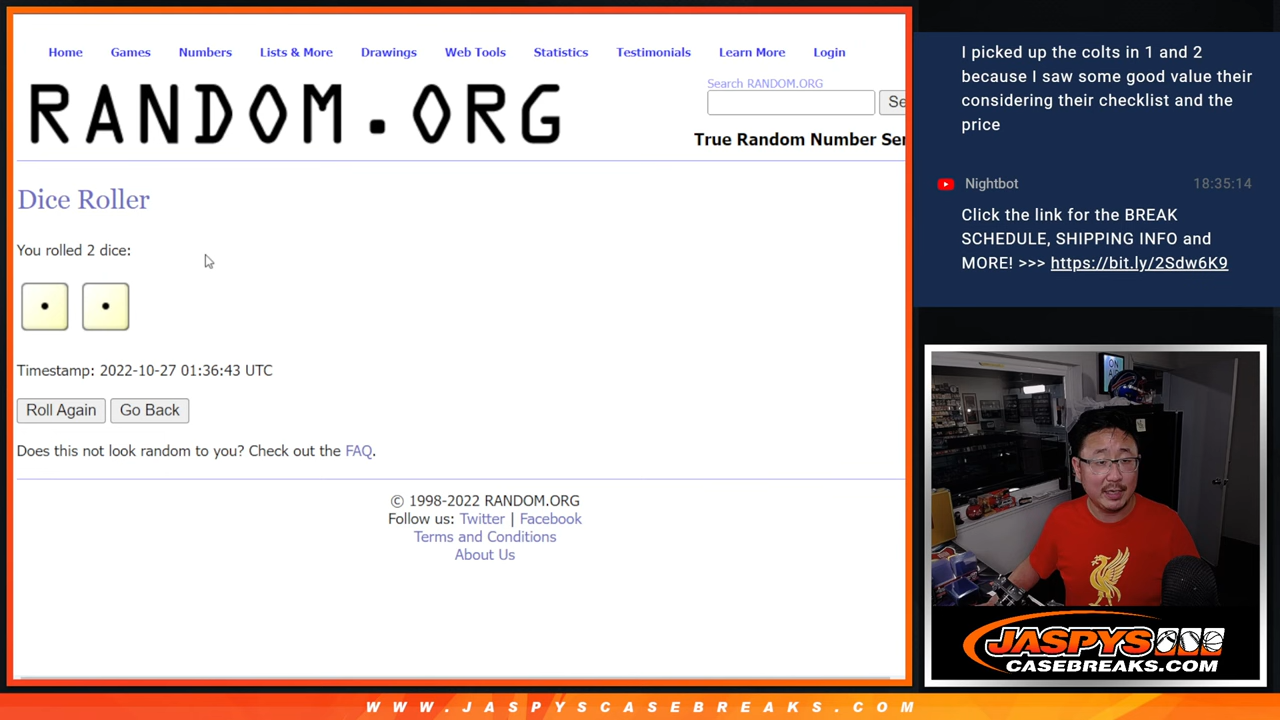 Home Games Numbers Lists & More Drawings Web Tools Statistics Testimonials Learn More Login
RANDOM.ORG
Search RANDOM.ORG
Se
True Random Number Ser
Dice Roller
You rolled 2 dice:
Timestamp: 2022-10-27 01:36:43 UTC
Roll Again Go Back
Does this not look random to you? Check out the FAQ.
© 1998-2022 RANDOM.ORG
Follow us: Twitter | Facebook
Terms and Conditions
About Us
I picked up the colts in 1 and 2
because I saw some good value their
considering their checklist and the
price
Nightbot 18:35:14
Click the link for the BREAK
SCHEDULE, SHIPPING INFO and
MORE! >>> https://bit.ly/2Sdw6K9
ON
AIR
JASPYS
CASEBREAKS.COM
WWW.JASPYSCASEBREAKS.COM